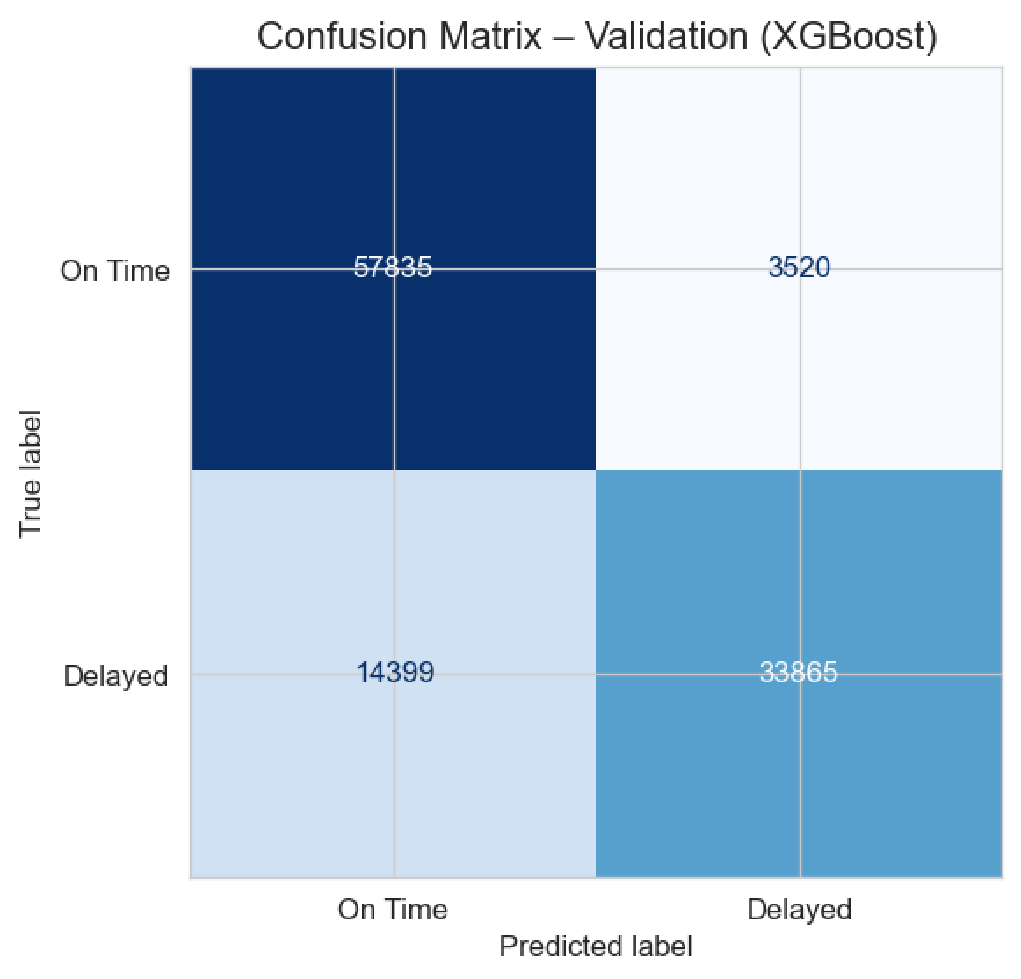 Confusion Matrix – Validation (XGBoost)
On Time
57835
3520
True label
Delayed
14399
33865
On Time
Delayed
Predicted label